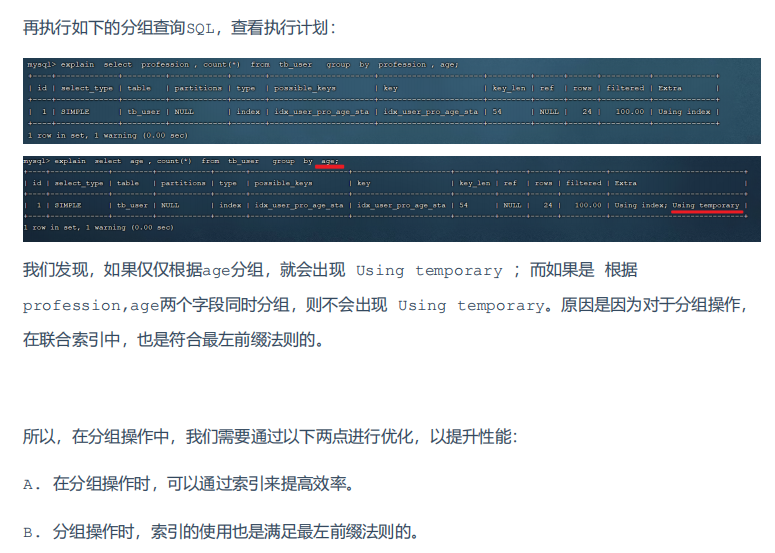 再执行如下的分组查询SQL，查看执行计划：
mysql> explain select profession , count(*) from tb_user group by profession , age;
+----+-------------+---------+------------+-------+----------------------+----------------------+---------+------+------+----------+-------------+
| id | select_type | table | partitions | type | possible_keys | key | key_len | ref | rows | filtered | Extra |
+----+-------------+---------+------------+-------+----------------------+----------------------+---------+------+------+----------+-------------+
| 1 | SIMPLE | tb_user | NULL | index | idx_user_pro_age_sta | idx_user_pro_age_sta | 54 | NULL | 24 | 100.00 | Using index |
+----+-------------+---------+------------+-------+----------------------+----------------------+---------+------+------+----------+-------------+
1 row in set, 1 warning (0.00 sec)
mysql> explain select age , count(*) from tb_user group by age;
+----+-------------+---------+------------+-------+----------------------+----------------------+---------+------+------+----------+------------------------------+
| id | select_type | table | partitions | type | possible_keys | key | key_len | ref | rows | filtered | Extra |
+----+-------------+---------+------------+-------+----------------------+----------------------+---------+------+------+----------+------------------------------+
| 1 | SIMPLE | tb_user | NULL | index | idx_user_pro_age_sta | idx_user_pro_age_sta | 54 | NULL | 24 | 100.00 | Using index; Using temporary |
+----+-------------+---------+------------+-------+----------------------+----------------------+---------+------+------+----------+------------------------------+
1 row in set, 1 warning (0.00 sec)
我们发现，如果仅仅根据age分组，就会出现 Using temporary ；而如果是 根据
profession,age两个字段同时分组，则不会出现 Using temporary。原因是因为对于分组操作，
在联合索引中，也是符合最左前缀法则的。
所以，在分组操作中，我们需要通过以下两点进行优化，以提升性能：
A. 在分组操作时，可以通过索引来提高效率。
B. 分组操作时，索引的使用也是满足最左前缀法则的。